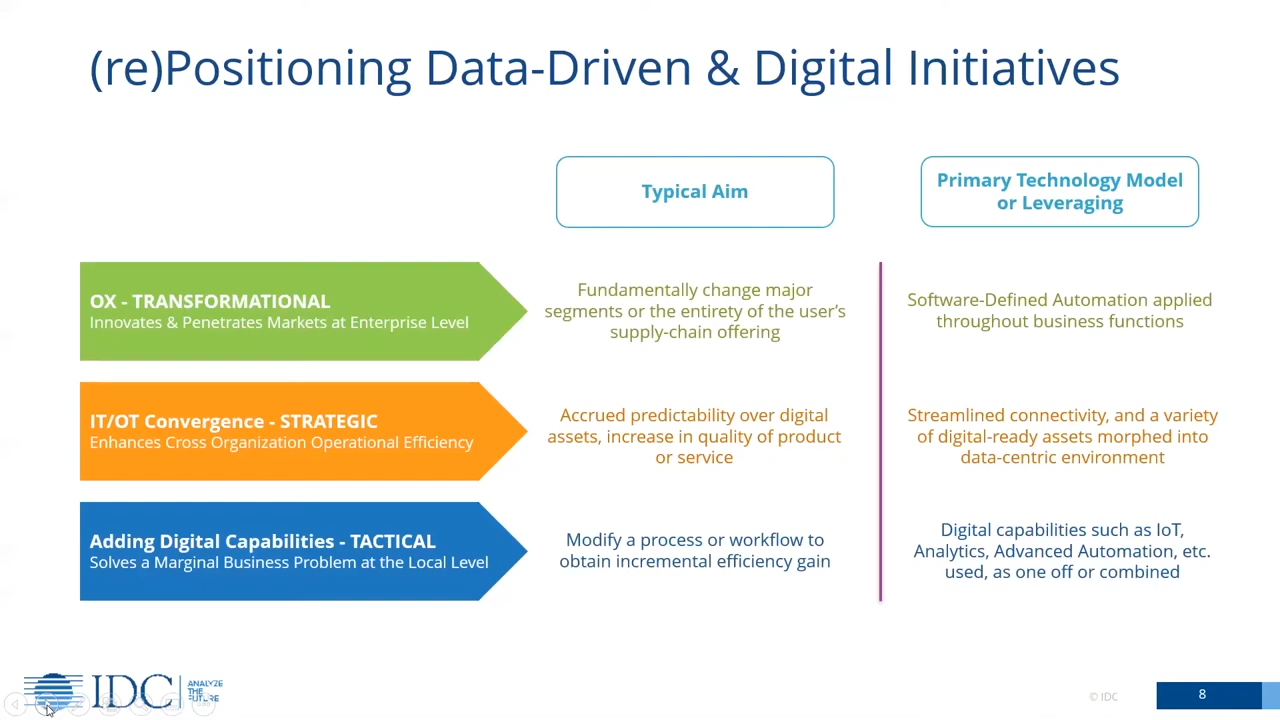 (re)Positioning Data-Driven & Digital Initiatives
Typical Aim
Primary Technology Model
or Leveraging
OX - TRANSFORMATIONAL
Innovates & Penetrates Markets at Enterprise Level
Fundamentally change major
segments or the entirety of the user’s
supply-chain offering
Software-Defined Automation applied
throughout business functions
IT/OT Convergence - STRATEGIC
Enhances Cross Organization Operational Efficiency
Accrued predictability over digital
assets, increase in quality of product
or service
Streamlined connectivity, and a variety
of digital-ready assets morphed into
data-centric environment
Adding Digital Capabilities - TACTICAL
Solves a Marginal Business Problem at the Local Level
Modify a process or workflow to
obtain incremental efficiency gain
Digital capabilities such as IoT,
Analytics, Advanced Automation, etc.
used, as one off or combined
IDC
ANALYZE
THE
FUTURE
© IDC
8